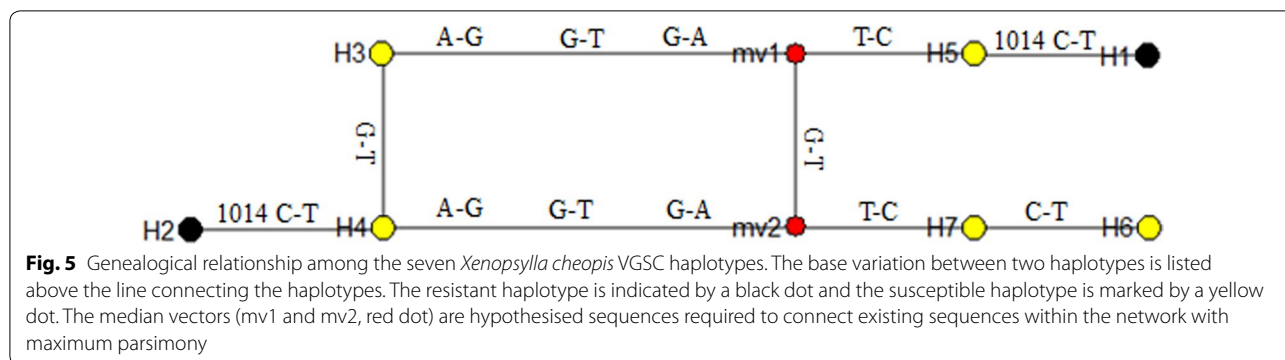 H3 A-G G-T G-A mv1 T-C H5 1014 C-T H1
G-T G-T
H2 1014 C-T H4 A-G G-T G-A mv2 T-C H7 C-T H6
Fig. 5 Genealogical relationship among the seven Xenopsylla cheopis VGSC haplotypes. The base variation between two haplotypes is listed
above the line connecting the haplotypes. The resistant haplotype is indicated by a black dot and the susceptible haplotype is marked by a yellow
dot. The median vectors (mv1 and mv2, red dot) are hypothesised sequences required to connect existing sequences within the network with
maximum parsimony